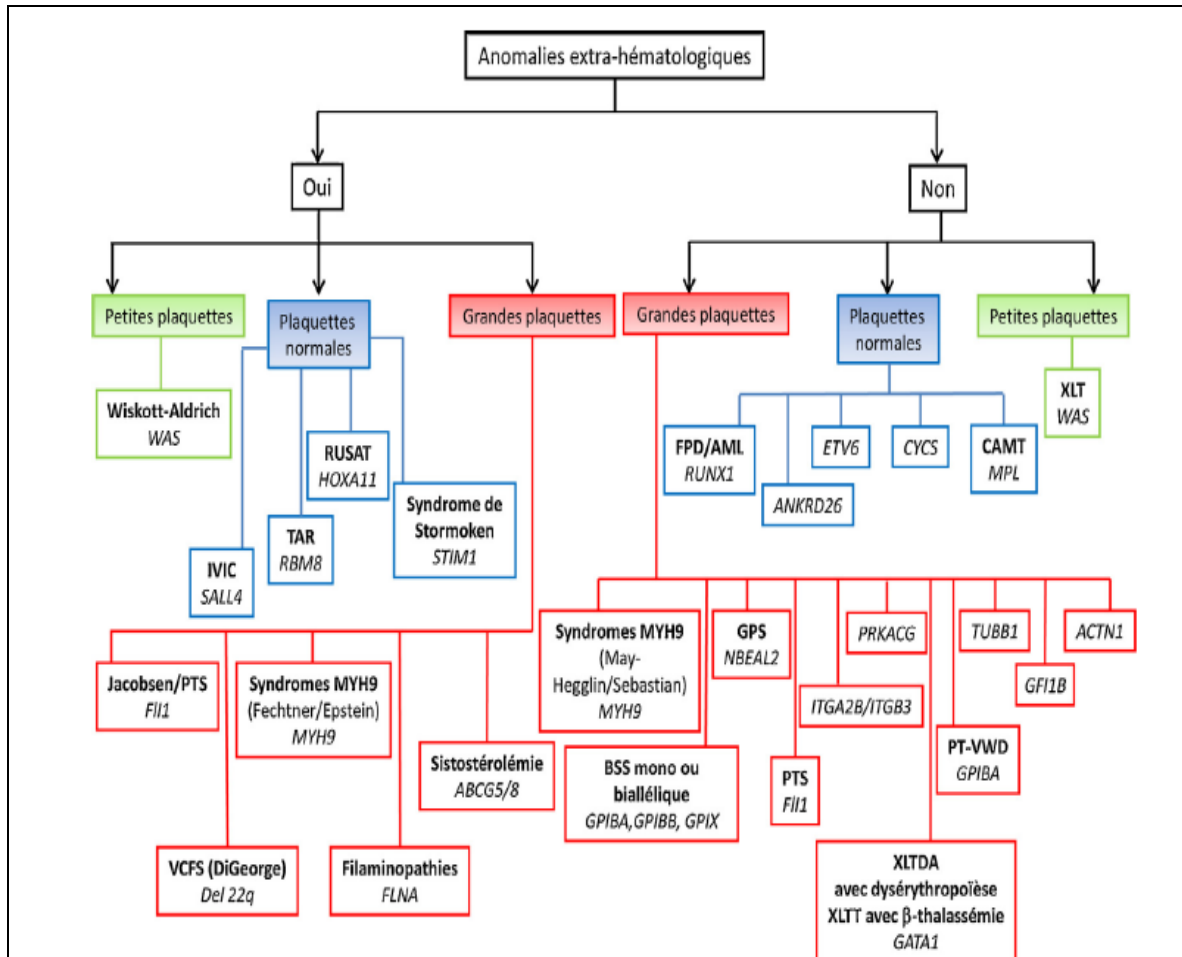 Anomalies extra-hématologiques
Oui
Non
Petites plaquettes
Plaquettes
normales
Grandes plaquettes
Grandes plaquettes
Plaquettes
normales
Petites plaquettes
Wiskott-Aldrich
WAS
RUSAT
HOXA11
Syndrome de
Stormoken
STIM1
TAR
RBM8
IVIC
SALL4
FPD/AML
RUNX1
ANKRD26
ETV6
CYCS
CAMT
MPL
XLT
WAS
Jacobsen/PTS
Fli1
Syndromes MYH9
(Fechtner/Epstein)
MYH9
Sistostérolémie
ABCG5/8
VCFS (DiGeorge)
Del 22q
Filaminopathies
FLNA
Syndromes MYH9
(May-
Hegglin/Sebastian)
MYH9
GPS
NBEAL2
PRKACG
TUBB1
ACTN1
GFI1B
ITGA2B/ITGB3
BSS mono ou
biallélique
GPIBA,GPIBB, GPIX
PTS
Fli1
PT-VWD
GPIBA
XLTDA
avec dysérythropoïèse
XLTT avec β-thalassémie
GATA1